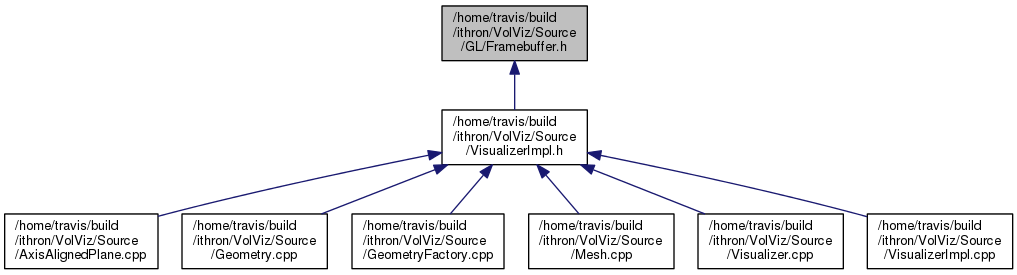 /home/travis/build
/ithron/VolViz/Source
/GL/Framebuffer.h
/home/travis/build
/ithron/VolViz/Source
/VisualizerImpl.h
/home/travis/build
/ithron/VolViz/Source
/AxisAlignedPlane.cpp
/home/travis/build
/ithron/VolViz/Source
/Geometry.cpp
/home/travis/build
/ithron/VolViz/Source
/GeometryFactory.cpp
/home/travis/build
/ithron/VolViz/Source
/Mesh.cpp
/home/travis/build
/ithron/VolViz/Source
/Visualizer.cpp
/home/travis/build
/ithron/VolViz/Source
/VisualizerImpl.cpp